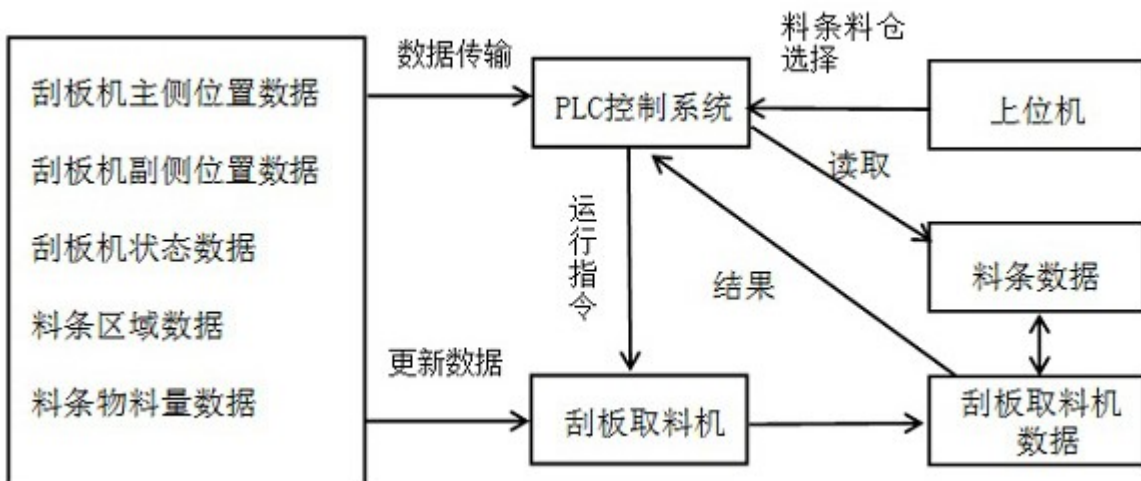 刮板机主侧位置数据
刮板机副侧位置数据
刮板机状态数据
料条区域数据
料条物料量数据
数据传输
更新数据
PLC控制系统
运行指令
刮板取料机
料条料仓
选择
上位机
读取
结果
料条数据
刮板取料机
数据